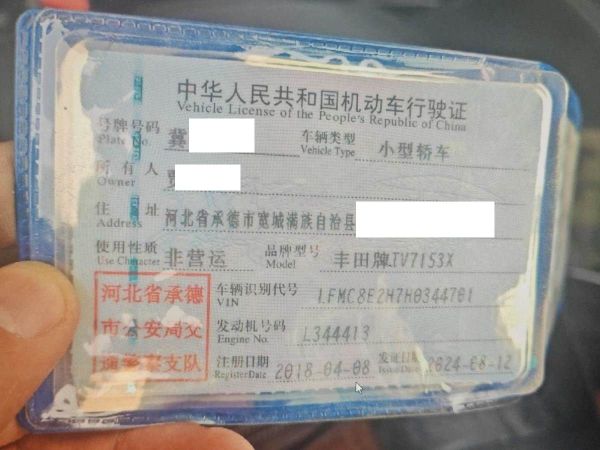 中华人民共和国机动车行驶证
Vehicle License of the People's Republic of China
号牌号码 冀 车辆类型 小型轿车
Plate No. Vehicle Type
所有人
Owner
住址 河北省承德市宽城满族自治县
Address
使用性质 非营运 品牌型号 丰田牌TV7153X
Use Character Model
河北省承德 车辆识别代号 LFMC8E2H7H0344701
VIN
市公安局交 发动机号码 L344413
Engine No.
通警察支队 注册日期 2018-04-08 发证日期 2024-08-12
Register Date Issue Date